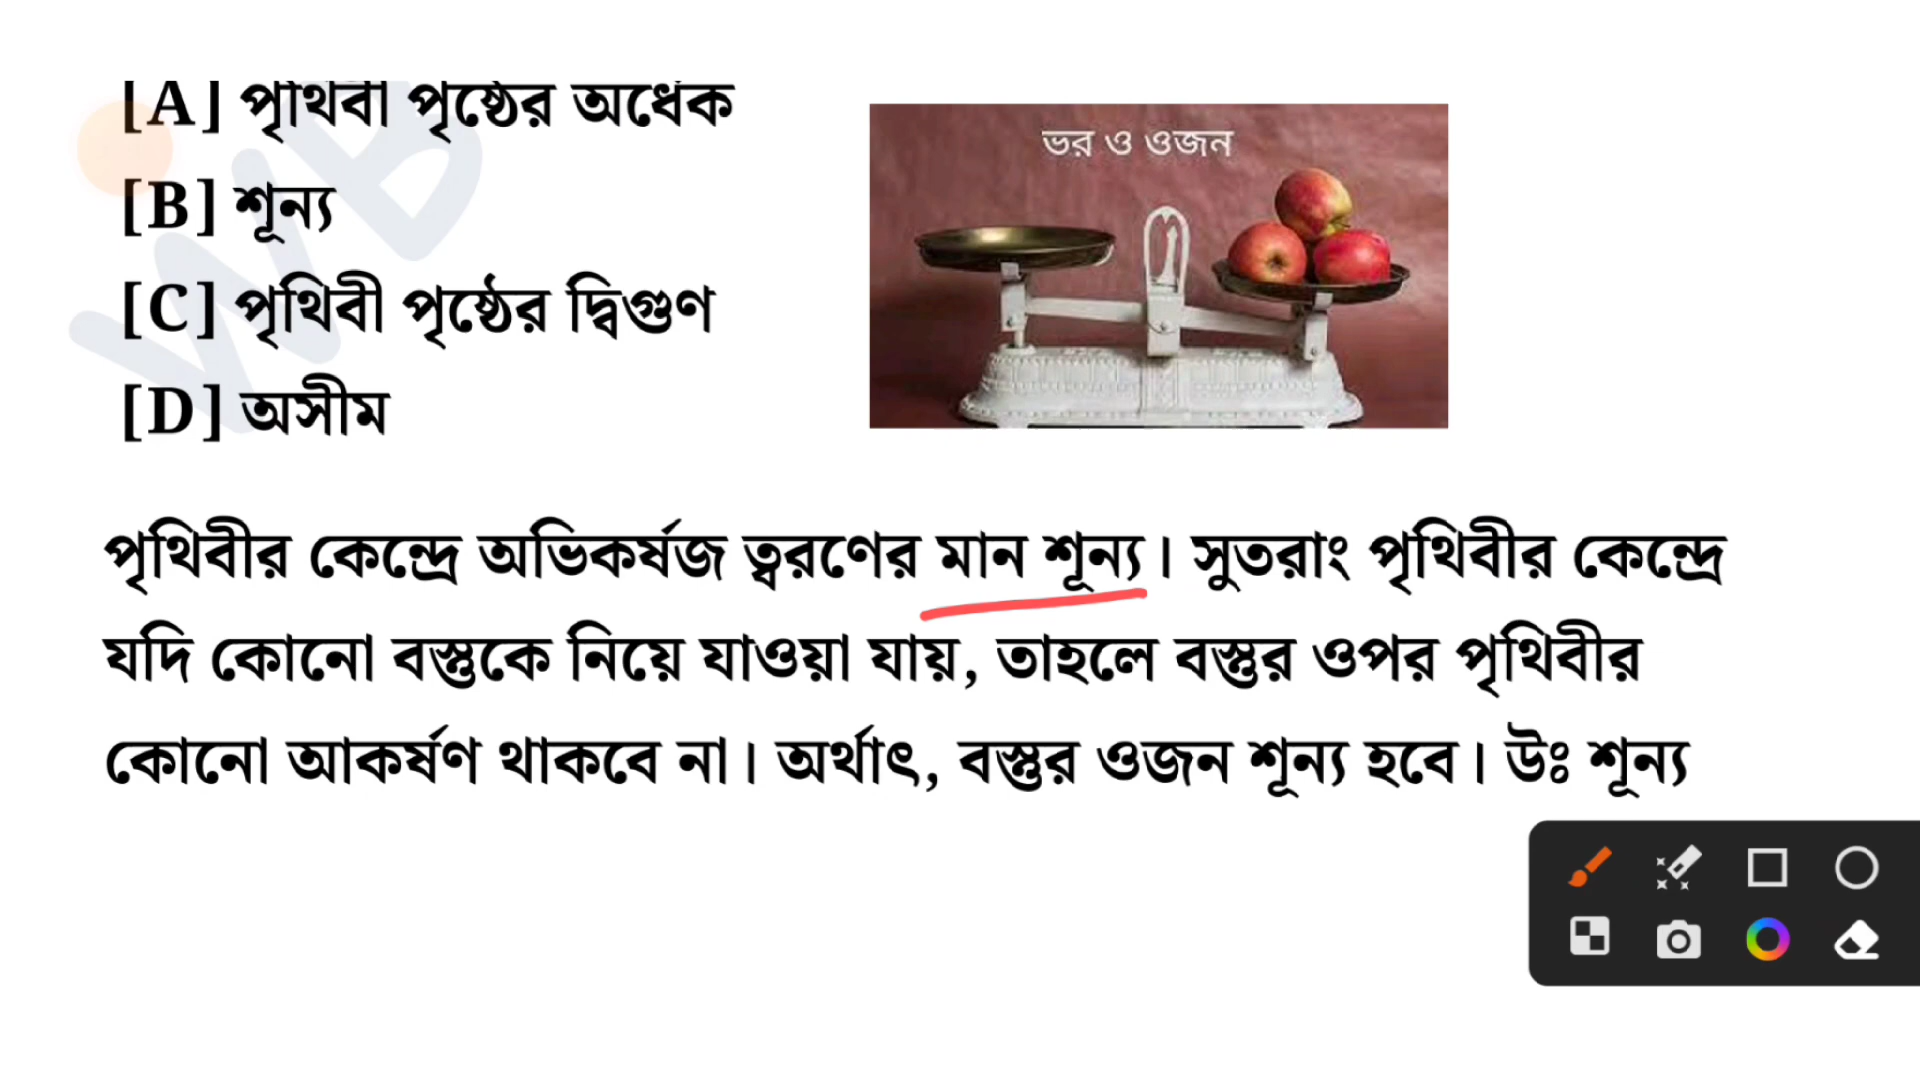 [A] পৃথিবী পৃষ্ঠের অর্ধেক
ভর ও ওজন
[B] শূন্য
[C] পৃথিবী পৃষ্ঠের দ্বিগুণ
[D] অসীম
পৃথিবীর কেন্দ্রে অভিকর্ষজ ত্বরণের মান শূন্য। সুতরাং পৃথিবীর কেন্দ্রে
যদি কোনো বস্তুকে নিয়ে যাওয়া যায়, তাহলে বস্তুর ওপর পৃথিবীর
কোনো আকর্ষণ থাকবে না। অর্থাৎ, বস্তুর ওজন শূন্য হবে। উঃ শূন্য